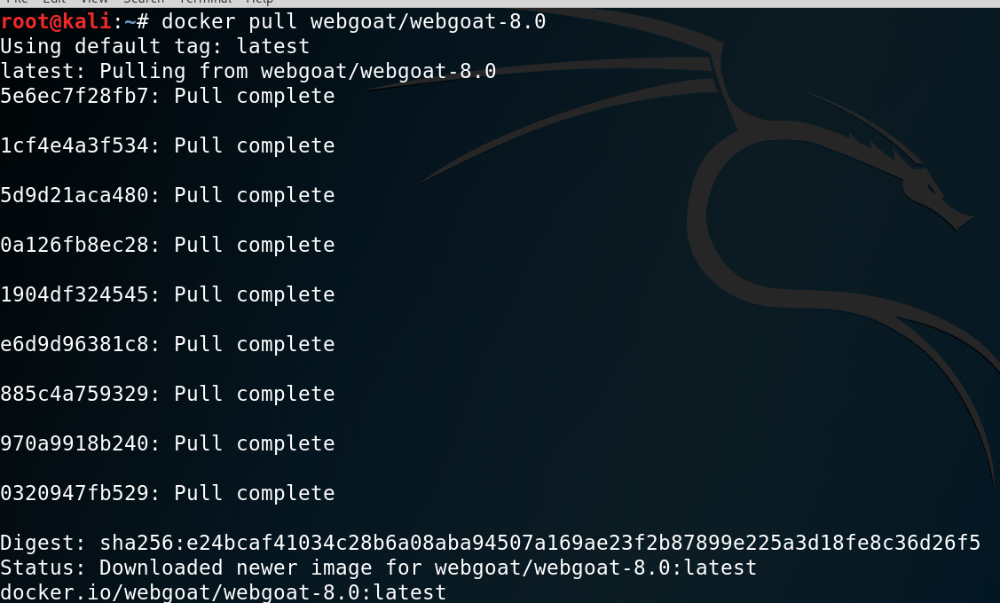 File Edit View Search Terminal Help
root@kali:~# docker pull webgoat/webgoat-8.0
Using default tag: latest
latest: Pulling from webgoat/webgoat-8.0
5e6ec7f28fb7: Pull complete
1cf4e4a3f534: Pull complete
5d9d21aca480: Pull complete
0a126fb8ec28: Pull complete
1904df324545: Pull complete
e6d9d96381c8: Pull complete
885c4a759329: Pull complete
970a9918b240: Pull complete
0320947fb529: Pull complete
Digest: sha256:e24bcaf41034c28b6a08aba94507a169ae23f2b87899e225a3d18fe8c36d26f5
Status: Downloaded newer image for webgoat/webgoat-8.0:latest
docker.io/webgoat/webgoat-8.0:latest